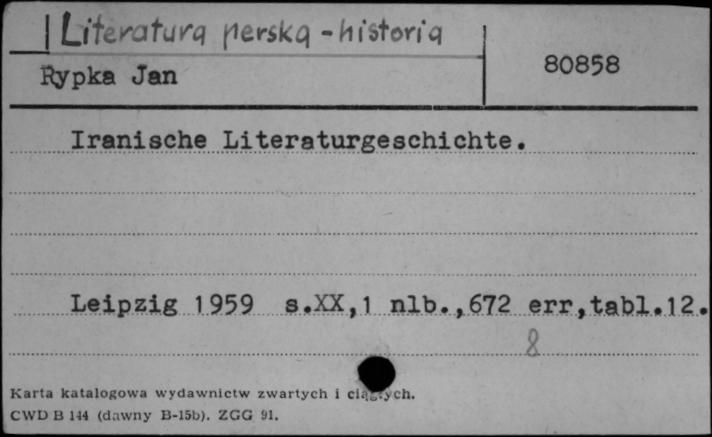 Literatura perska - historia
Rypka Jan
80858
Iranische Literaturgeschichte.
Leipzig 1959 s.XX,1 nlb.,672 err,tabl.12.
8
Karta katalogowa wydawnictw zwartych i ciągłych.
CWD B 144 (dawny B-15b). ZGG 91.